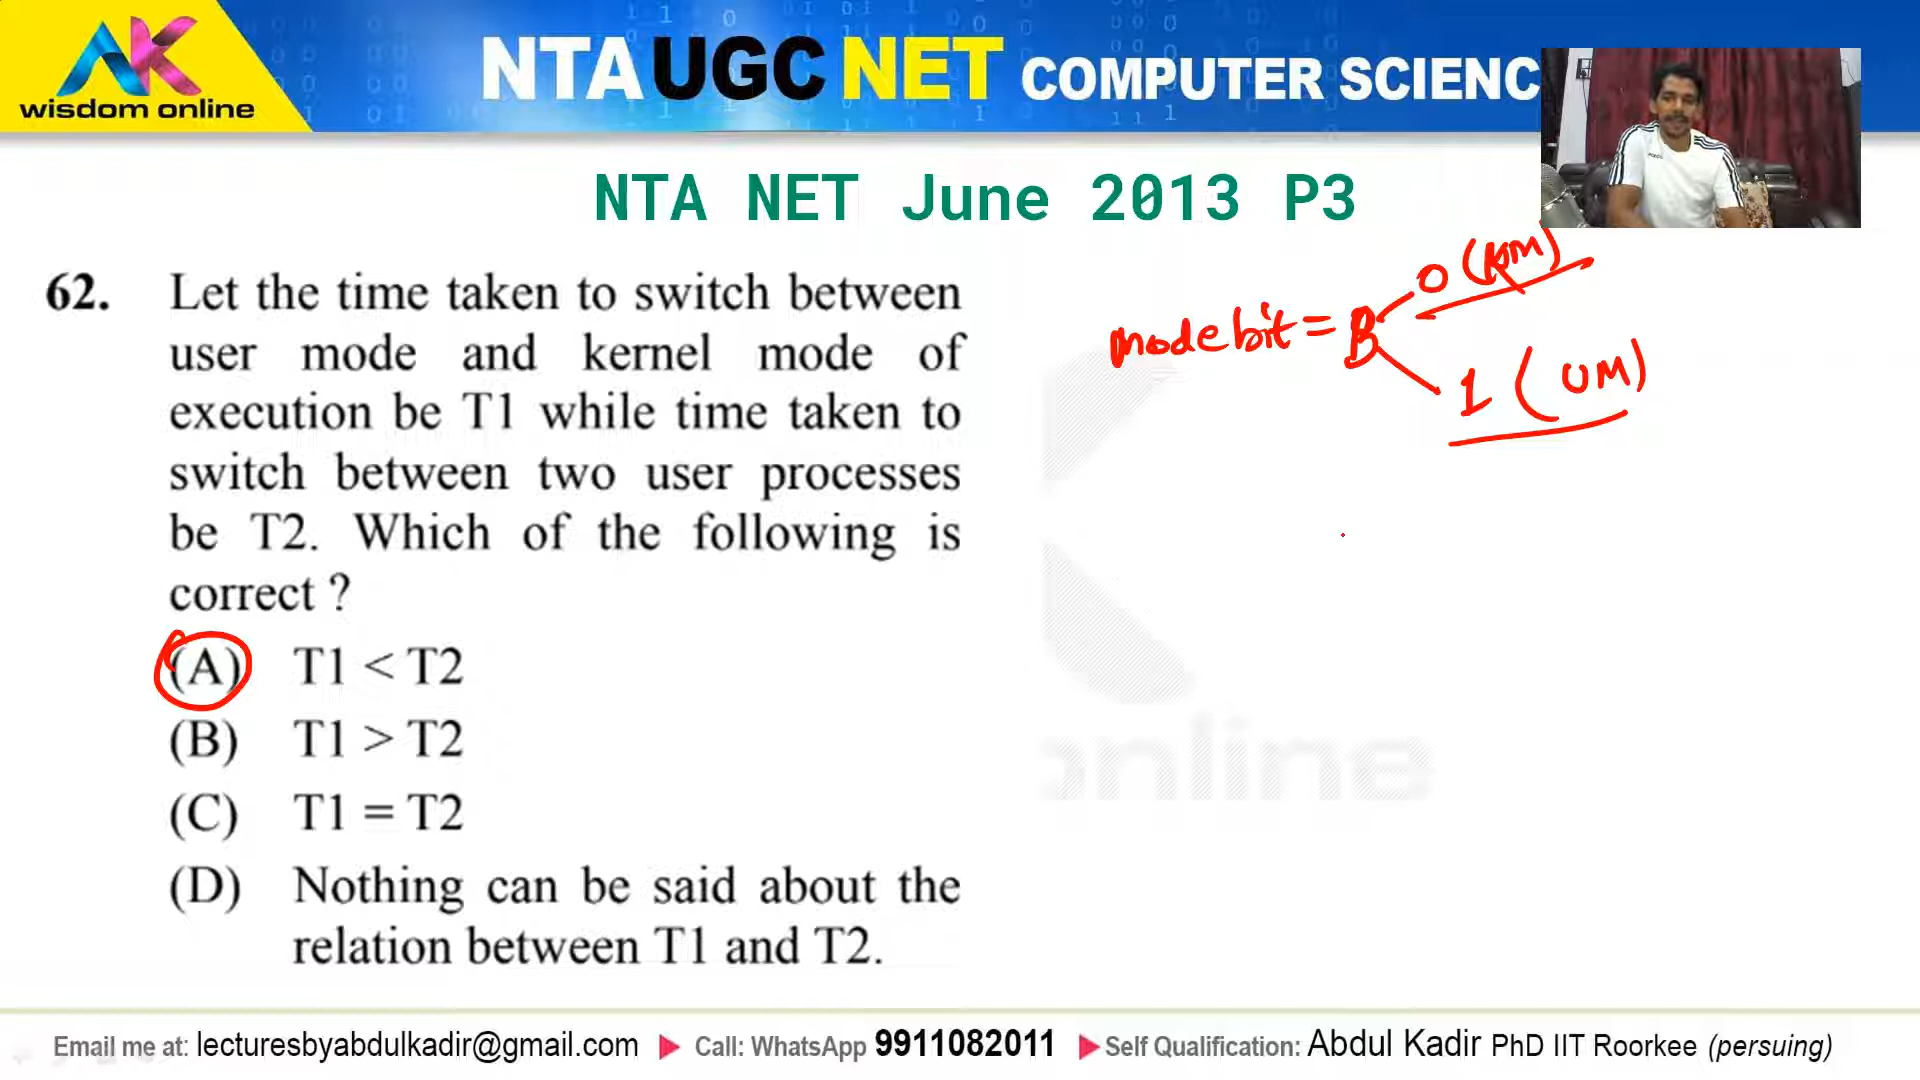 AK
wisdom online
NTA UGC NET COMPUTER SCIENC
NTA NET June 2013 P3
62. Let the time taken to switch between
user mode and kernel mode of
execution be T1 while time taken to
switch between two user processes
be T2. Which of the following is
correct ?
(A) T1 < T2
(B) T1 > T2
(C) T1 = T2
(D) Nothing can be said about the
relation between T1 and T2.
mode bit = B
0 (KM)
1 (UM)
online
Email me at: lecturesbyabdulkadir@gmail.com Call: WhatsApp 9911082011 Self Qualification: Abdul Kadir PhD IIT Roorkee (persuing)